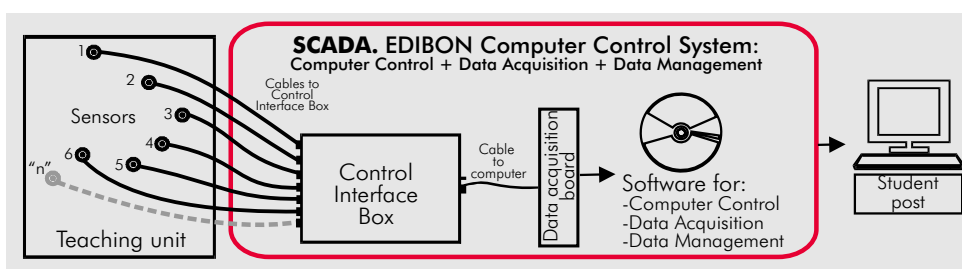 SCADA. EDIBON Computer Control System:
Computer Control + Data Acquisition + Data Management
1
2
3
4
5
6
"n"
Sensors
Teaching unit
Cables to
Control
Interface Box
Control
Interface
Box
Cable
to
computer
Data acquisition
board
Software for:
-Computer Control
-Data Acquisition
-Data Management
Student
post